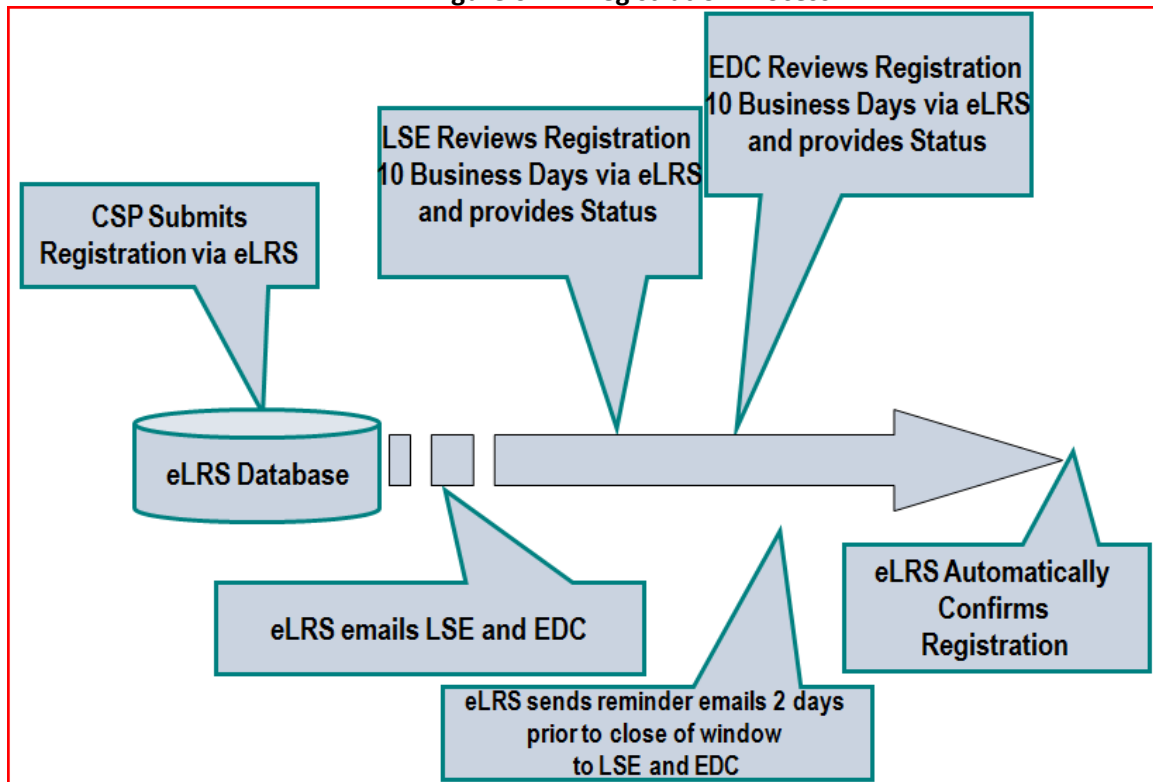 EDC Reviews Registration
10 Business Days via eLRS
and provides Status
LSE Reviews Registration
10 Business Days via eLRS
and provides Status
CSP Submits
Registration via eLRS
eLRS Database
eLRS emails LSE and EDC
eLRS Automatically
Confirms
Registration
eLRS sends reminder emails 2 days
prior to close of window
to LSE and EDC